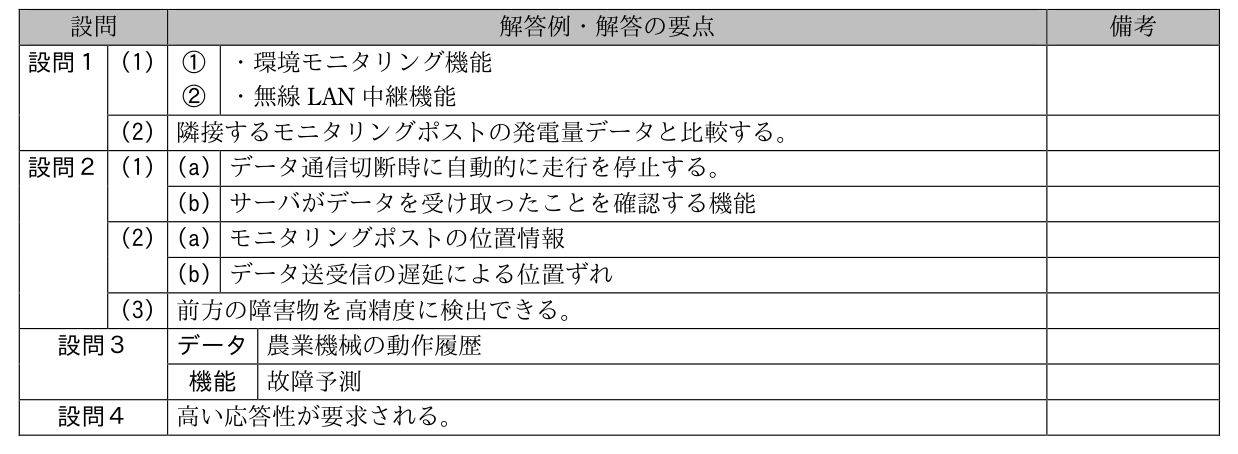 設問 解答例・解答の要点 備考
設問1 (1) ① ・環境モニタリング機能
② ・無線 LAN 中継機能
(2) 隣接するモニタリングポストの発電量データと比較する。
設問2 (1) (a) データ通信切断時に自動的に走行を停止する。
(b) サーバがデータを受け取ったことを確認する機能
(2) (a) モニタリングポストの位置情報
(b) データ送受信の遅延による位置ずれ
(3) 前方の障害物を高精度に検出できる。
設問3 データ 農業機械の動作履歴
機能 故障予測
設問4 高い応答性が要求される。